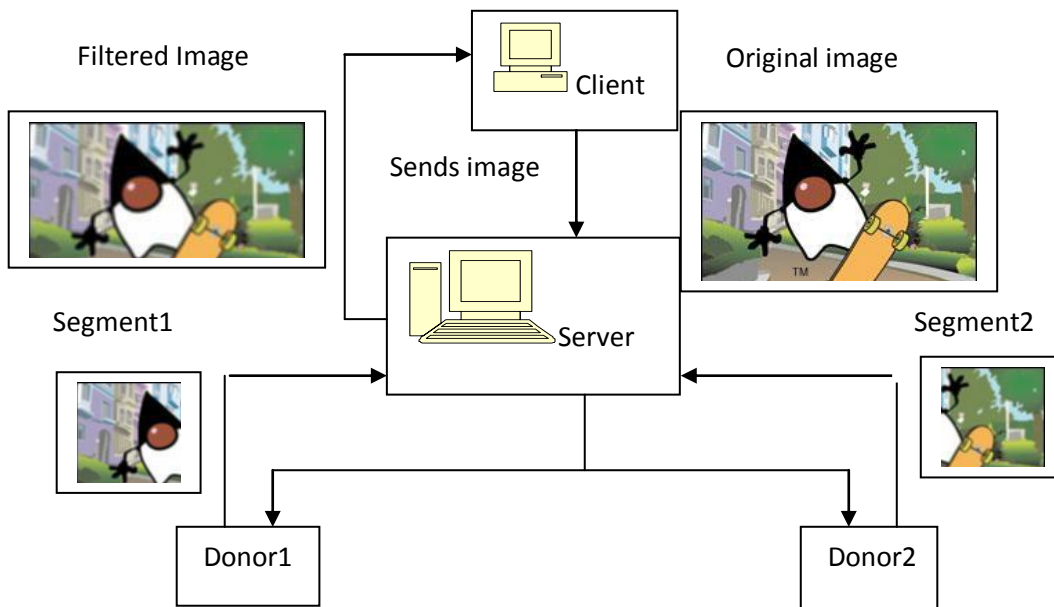 Filtered Image
Original image
Client
Sends image
TM
Server
Segment1
Segment2
Donor1
Donor2